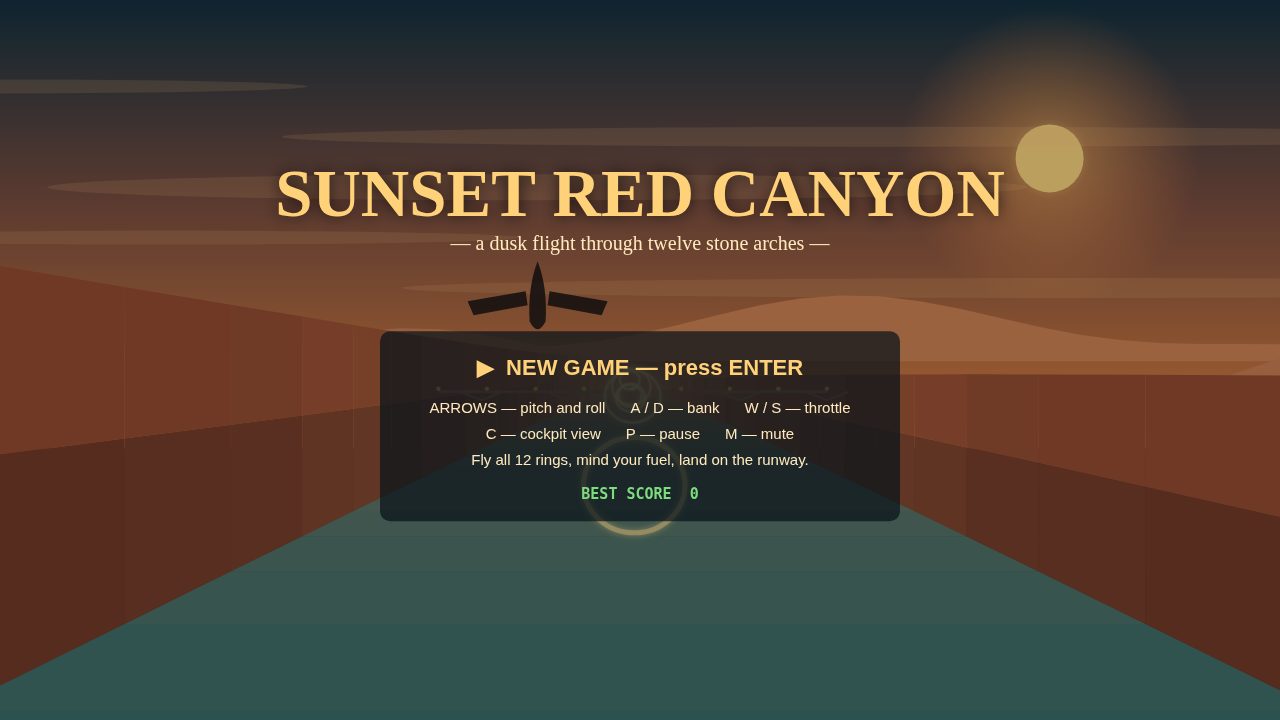 SUNSET RED CANYON
— a dusk flight through twelve stone arches —
▶ NEW GAME — press ENTER
ARROWS — pitch and roll A / D — bank W / S — throttle
C — cockpit view P — pause M — mute
Fly all 12 rings, mind your fuel, land on the runway.
BEST SCORE 0